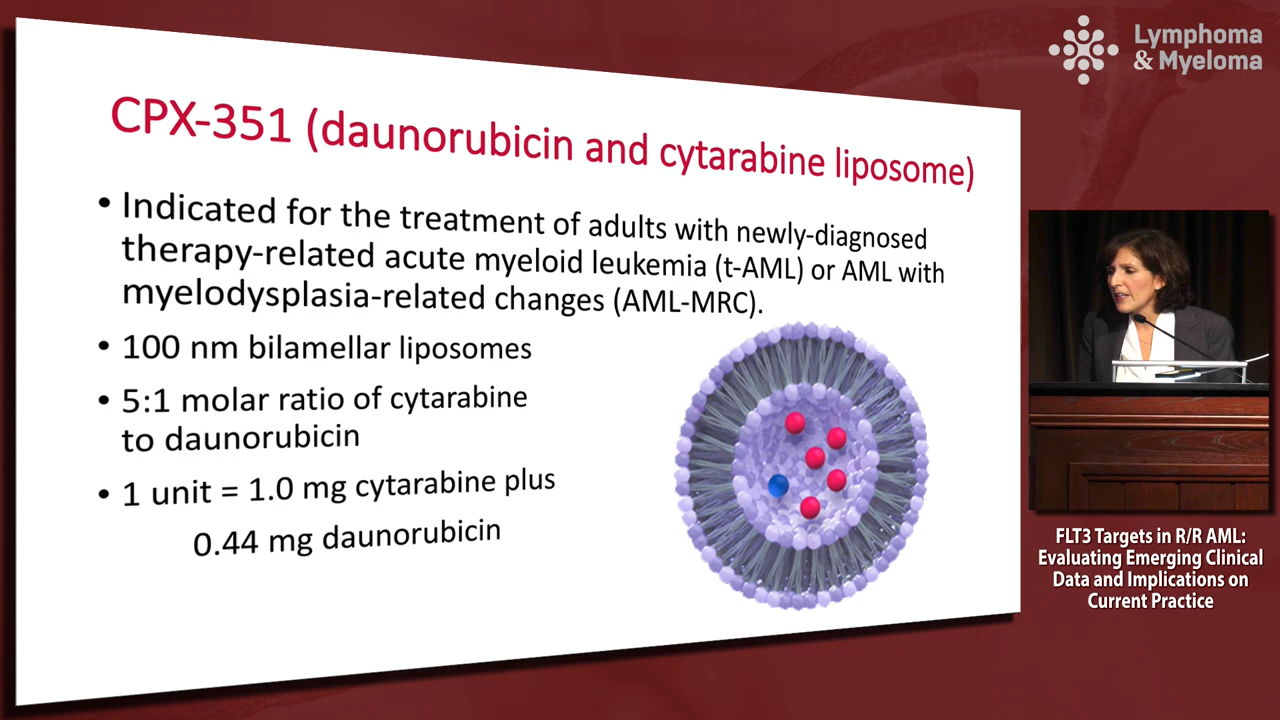 Lymphoma
& Myeloma
CPX-351 (daunorubicin and cytarabine liposome)
• Indicated for the treatment of adults with newly-diagnosed
therapy-related acute myeloid leukemia (t-AML) or AML with
myelodysplasia-related changes (AML-MRC).
• 100 nm bilamellar liposomes
• 5:1 molar ratio of cytarabine
to daunorubicin
• 1 unit = 1.0 mg cytarabine plus
0.44 mg daunorubicin
FLT3 Targets in R/R AML:
Evaluating Emerging Clinical
Data and Implications on
Current Practice